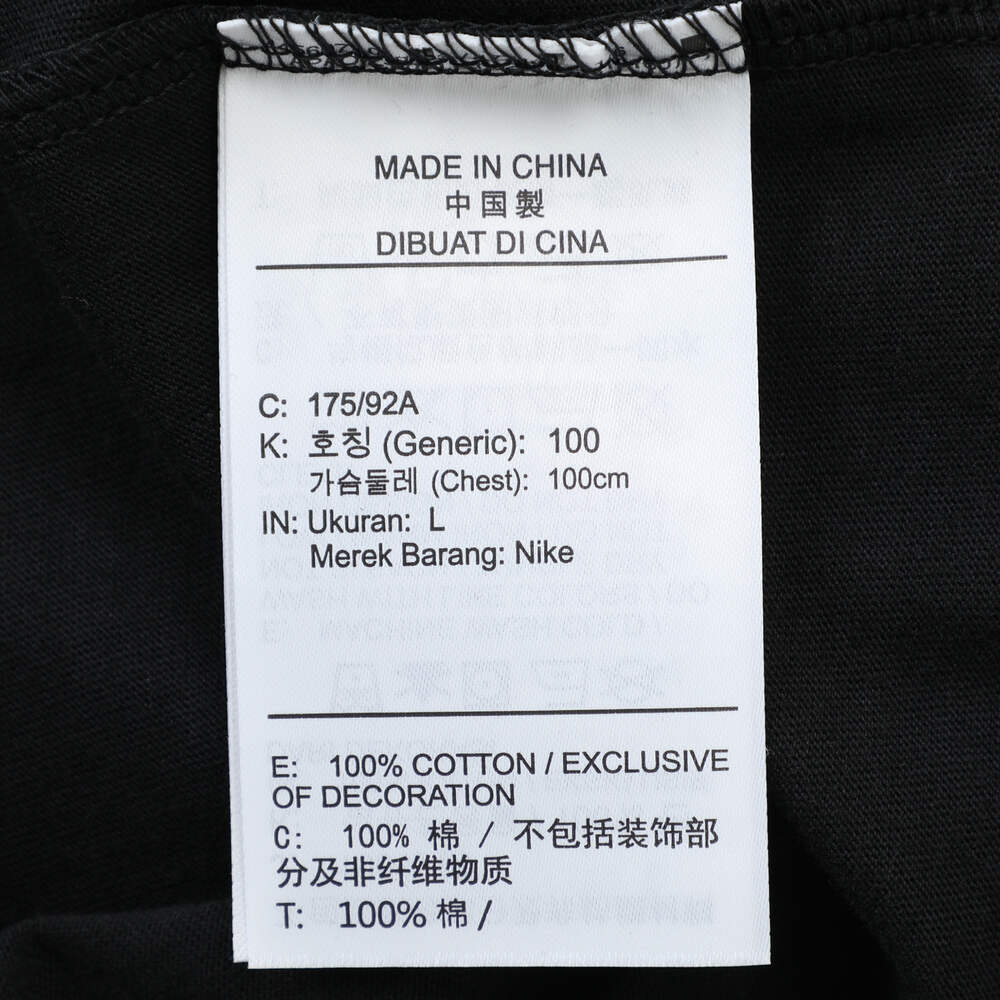 MADE IN CHINA
中国製
DIBUAT DI CINA
C: 175/92A
K: 호칭 (Generic): 100
가슴둘레 (Chest): 100cm
IN: Ukuran: L
Merek Barang: Nike
E: 100% COTTON / EXCLUSIVE
OF DECORATION
C: 100% 棉 / 不包括装饰部
分及非纤维物质
T: 100% 棉 /